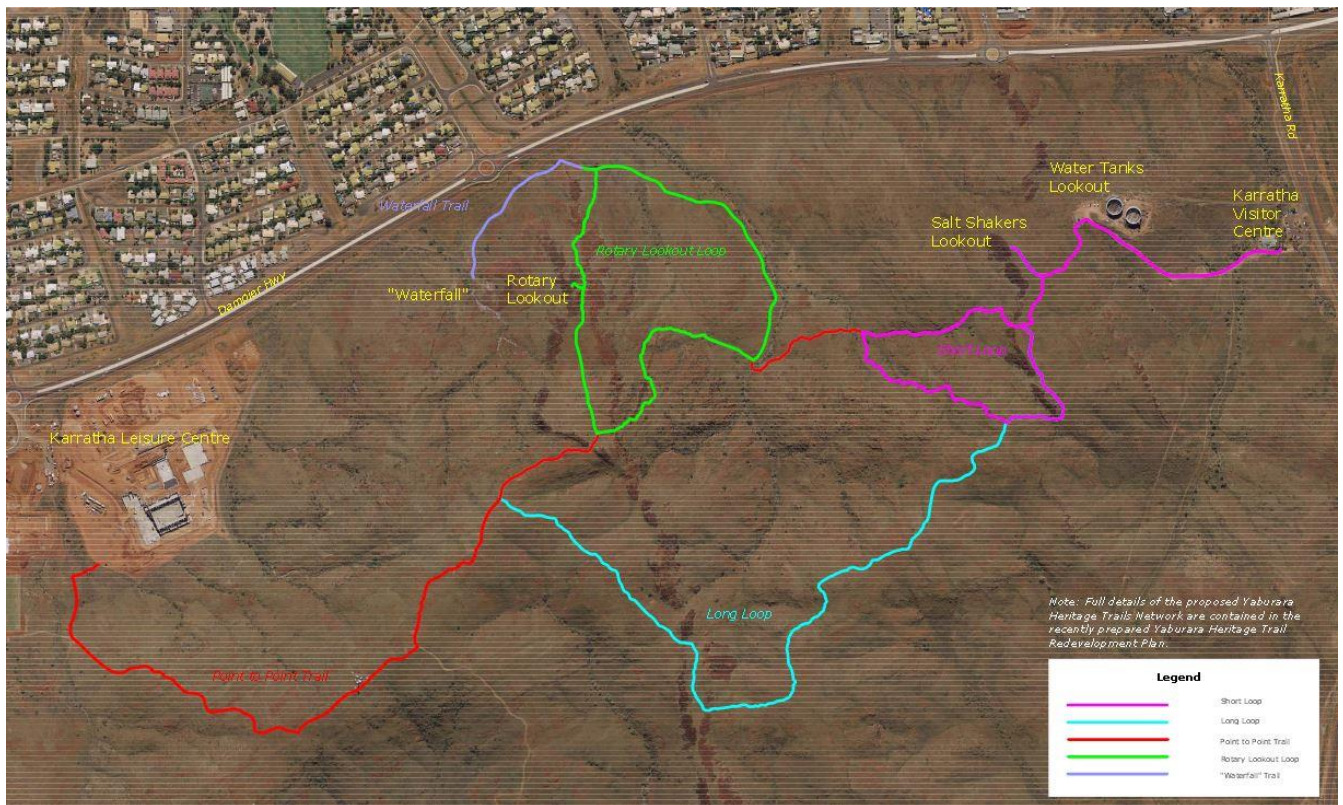 Karratha Rd
Water Tanks
Lookout
Karratha
Visitor
Centre
Salt Shakers
Lookout
Waterfall Trail
Rotary Lookout Loop
"Waterfall"
Rotary
Lookout
Dampier HWY
Short Loop
Karratha Leisure Centre
Long Loop
Point to Point Trail
Note: Full details of the proposed Yaburara
Heritage Trails Network are contained in the
recently prepared Yaburara Heritage Trail
Redevelopment Plan.
Legend
Short Loop
Long Loop
Point to Point Trail
Rotary Lookout Loop
"Waterfall" Trail